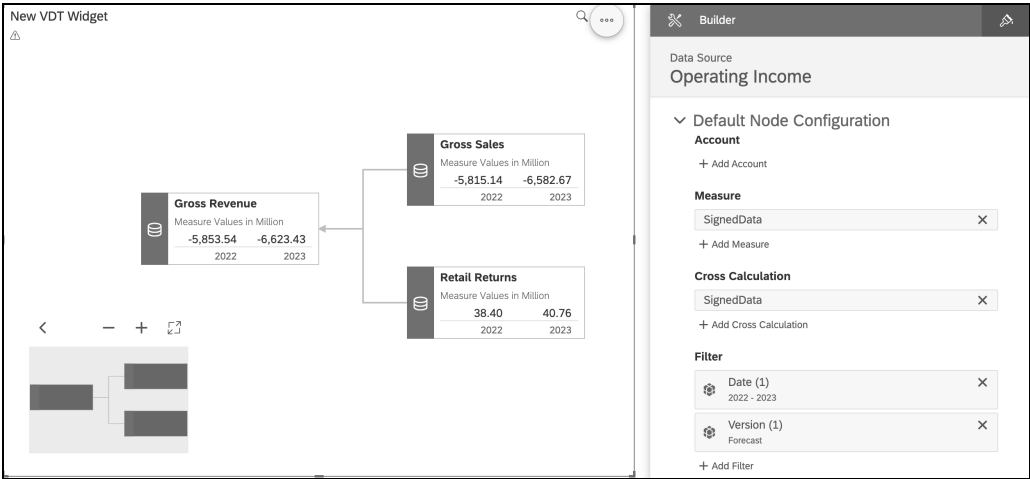 New VDT Widget
Gross Sales
Measure Values in Million
-5,815.14 -6,582.67
2022 2023
Gross Revenue
Measure Values in Million
-5,853.54 -6,623.43
2022 2023
Retail Returns
Measure Values in Million
38.40 40.76
2022 2023
Builder
Data Source
Operating Income
Default Node Configuration
Account
+ Add Account
Measure
SignedData
+ Add Measure
Cross Calculation
SignedData
+ Add Cross Calculation
Filter
Date (1)
2022 - 2023
Version (1)
Forecast
+ Add Filter